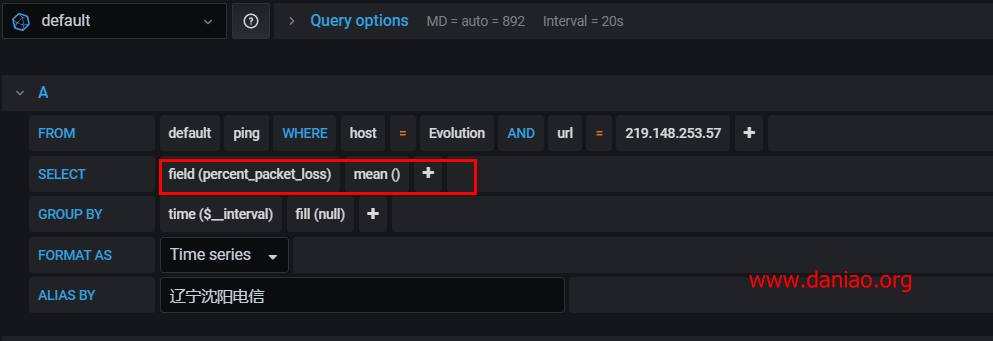 default Query options MD = auto = 892 Interval = 20s
A
FROM default ping WHERE host = Evolution AND url = 219.148.253.57 +
SELECT field (percent_packet_loss) mean () +
GROUP BY time ($__interval) fill (null) +
FORMAT AS Time series
www.daniao.org
ALIAS BY 辽宁沈阳电信